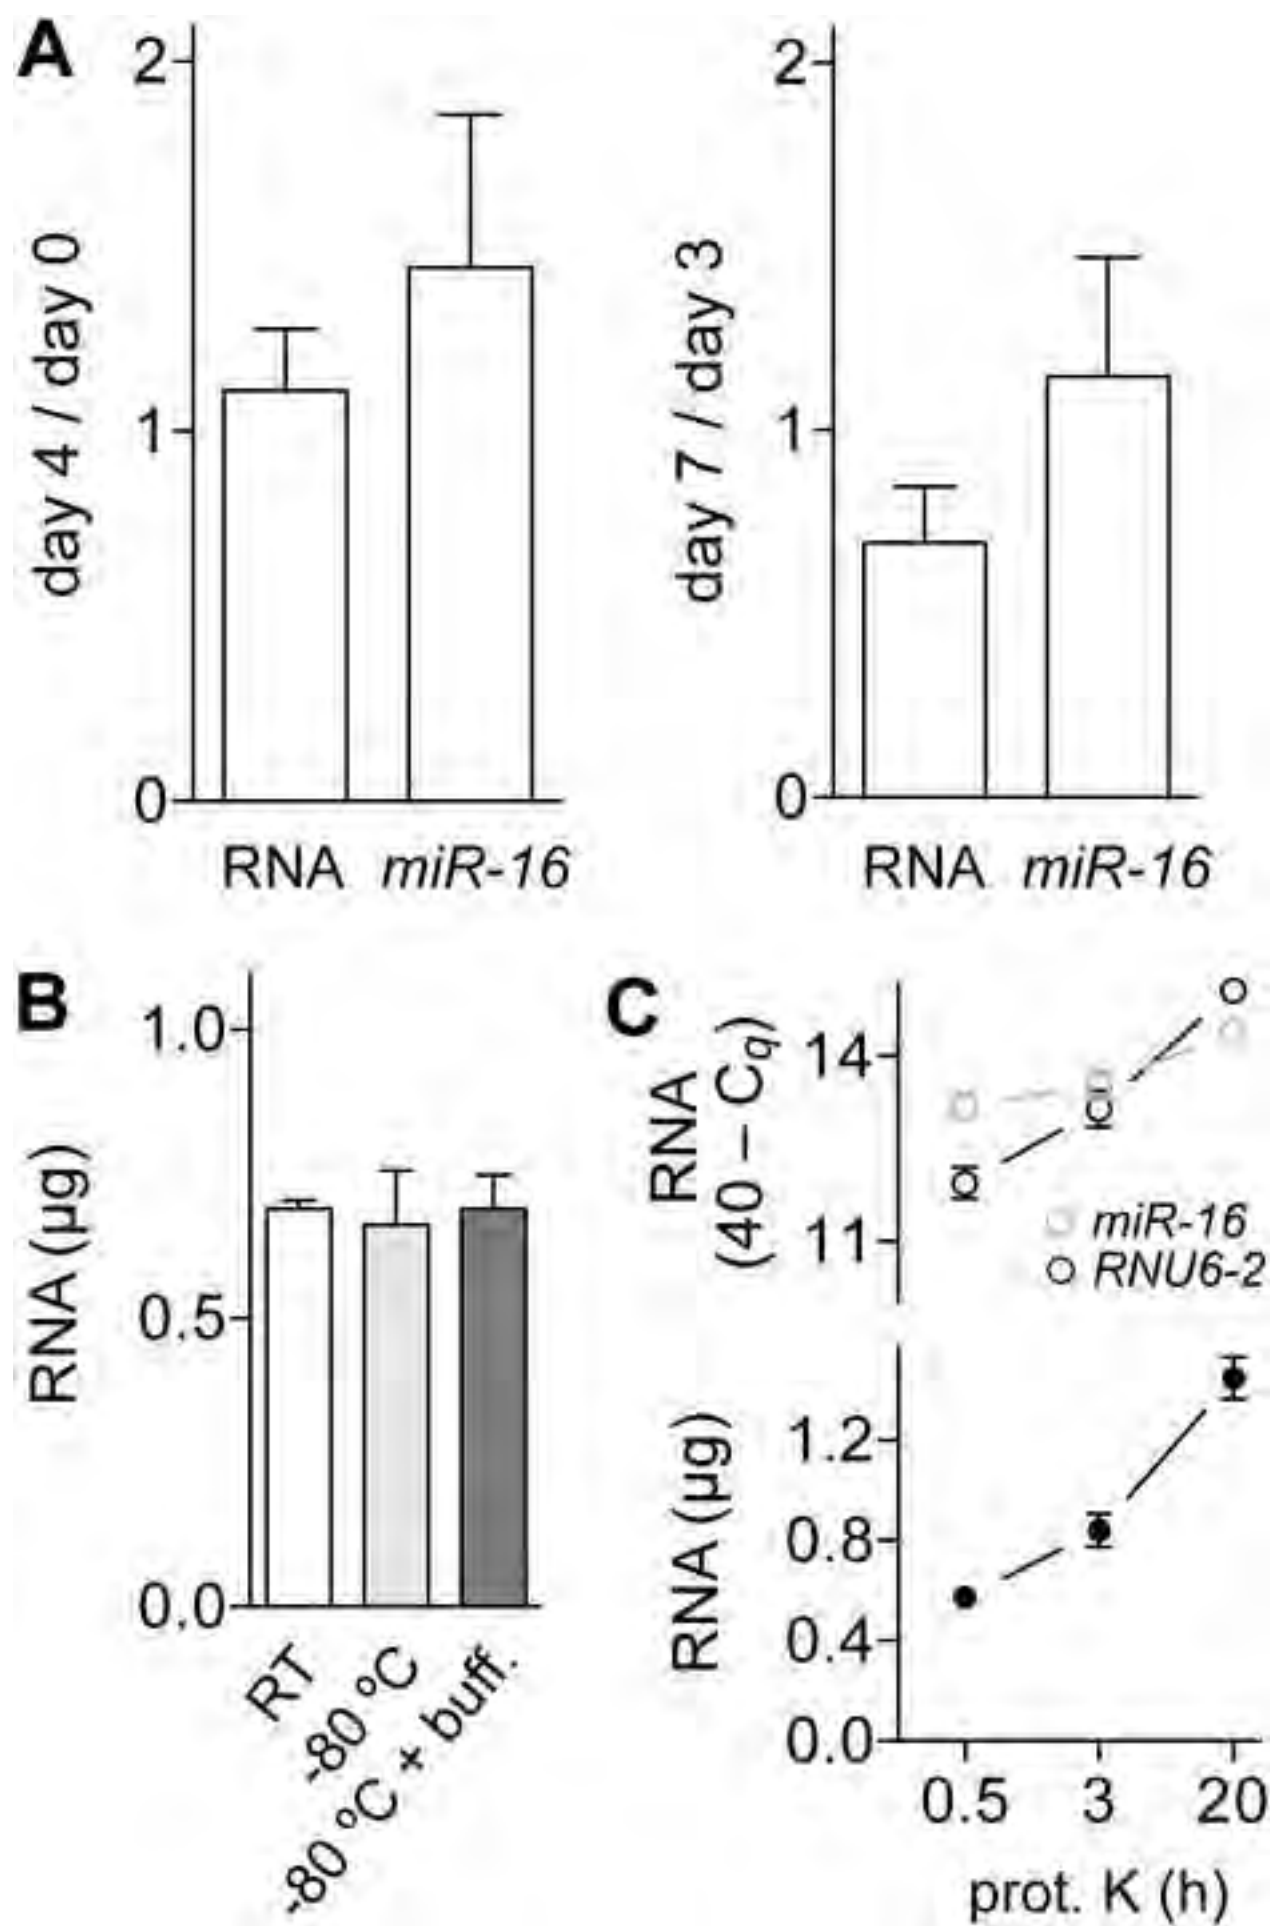 A
day 4 / day 0
2
1
0
RNA miR-16
day 7 / day 3
2
1
0
RNA miR-16
B
RNA (µg)
1.0
0.5
0.0
RT
-80 ºC
-80 ºC + buff.
C
RNA
(40 – Cq)
14
11
miR-16
RNU6-2
RNA (µg)
1.2
0.8
0.4
0.0
0.5 3 20
prot. K (h)